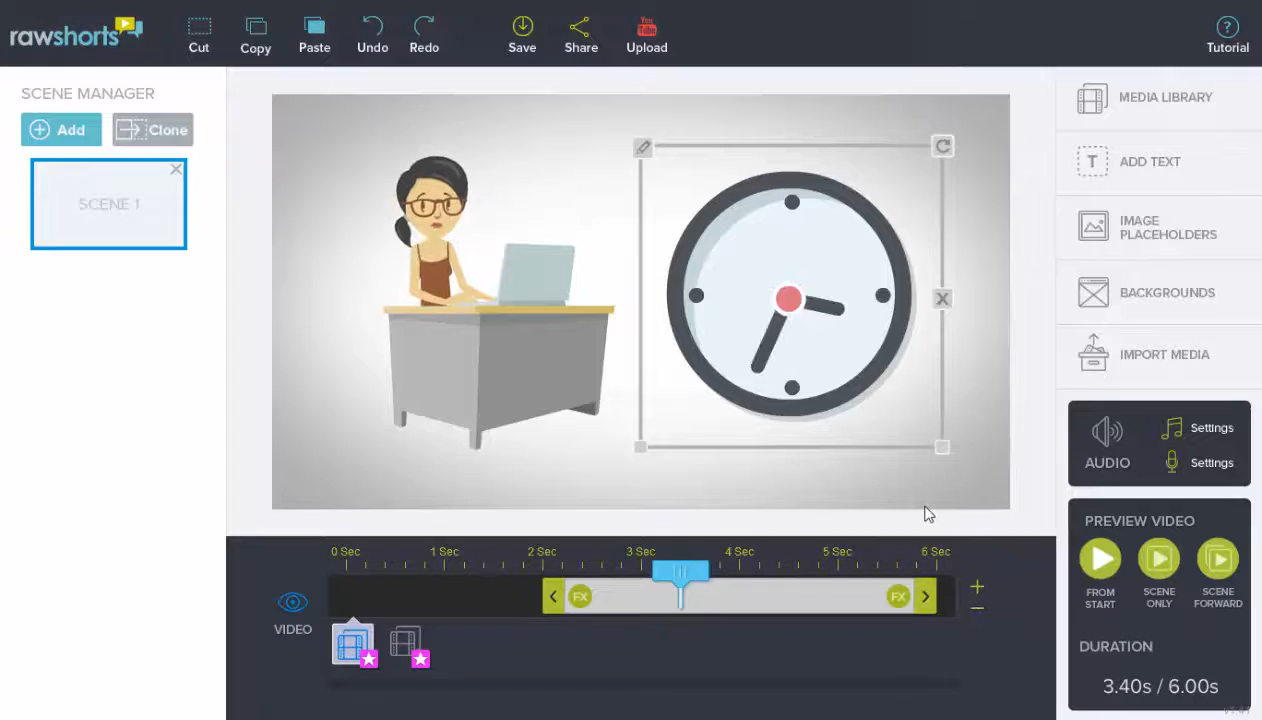 rawshorts
Cut
Copy
Paste
Undo
Redo
Save
Share
You
Tube
Upload
?
Tutorial
SCENE MANAGER
Add
Clone
SCENE 1
MEDIA LIBRARY
T
ADD TEXT
IMAGE
PLACEHOLDERS
BACKGROUNDS
IMPORT MEDIA
AUDIO
Settings
Settings
0 Sec
1 Sec
2 Sec
3 Sec
4 Sec
5 Sec
6 Sec
FX
FX
VIDEO
PREVIEW VIDEO
FROM
START
SCENE
ONLY
SCENE
FORWARD
DURATION
3.40s / 6.00s